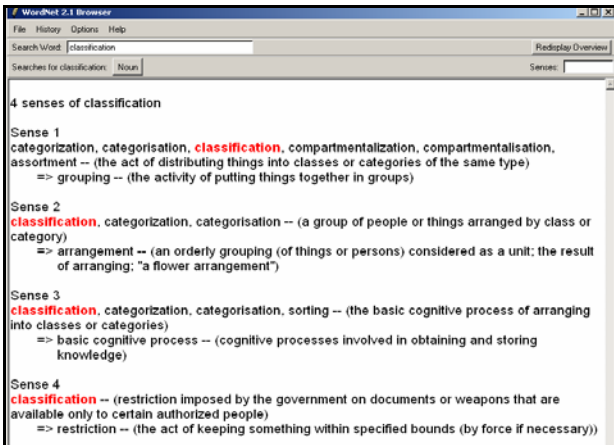 WordNet 2.1 Browser
File History Options Help
Search Word: classification Redisplay Overview
Searches for classification: Noun Senses:
4 senses of classification
Sense 1
categorization, categorisation, classification, compartmentalization, compartmentalisation,
assortment -- (the act of distributing things into classes or categories of the same type)
=> grouping -- (the activity of putting things together in groups)
Sense 2
classification, categorization, categorisation -- (a group of people or things arranged by class or
category)
=> arrangement -- (an orderly grouping (of things or persons) considered as a unit; the result
of arranging; "a flower arrangement")
Sense 3
classification, categorization, categorisation, sorting -- (the basic cognitive process of arranging
into classes or categories)
=> basic cognitive process -- (cognitive processes involved in obtaining and storing
knowledge)
Sense 4
classification -- (restriction imposed by the government on documents or weapons that are
available only to certain authorized people)
=> restriction -- (the act of keeping something within specified bounds (by force if necessary))